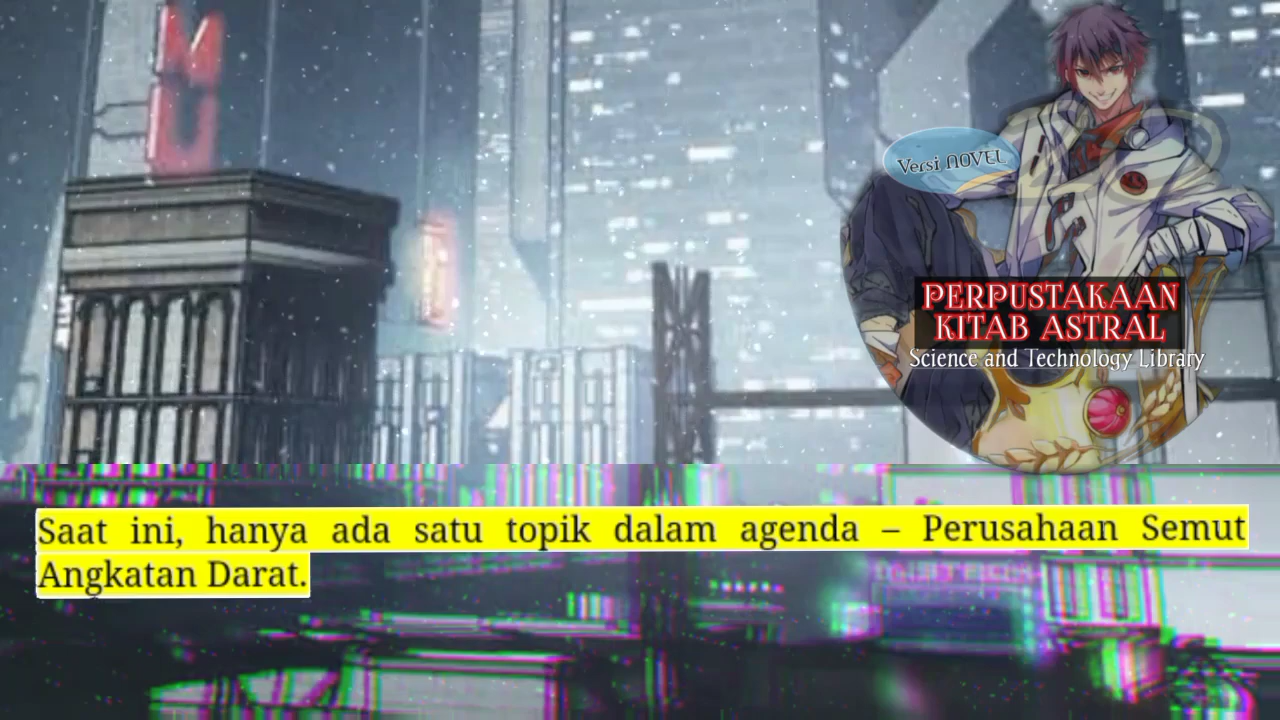 MU
Versi NOVEL
PERPUSTAKAAN
KITAB ASTRAL
Science and Technology Library
Saat ini, hanya ada satu topik dalam agenda – Perusahaan Semut
Angkatan Darat.